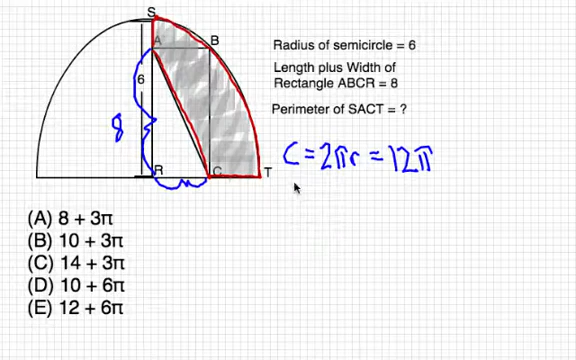 S
A
B
6
8
R
C
T
Radius of semicircle = 6
Length plus Width of
Rectangle ABCR = 8
Perimeter of SACT = ?
C = 2πr = 12π
(A) 8 + 3π
(B) 10 + 3π
(C) 14 + 3π
(D) 10 + 6π
(E) 12 + 6π